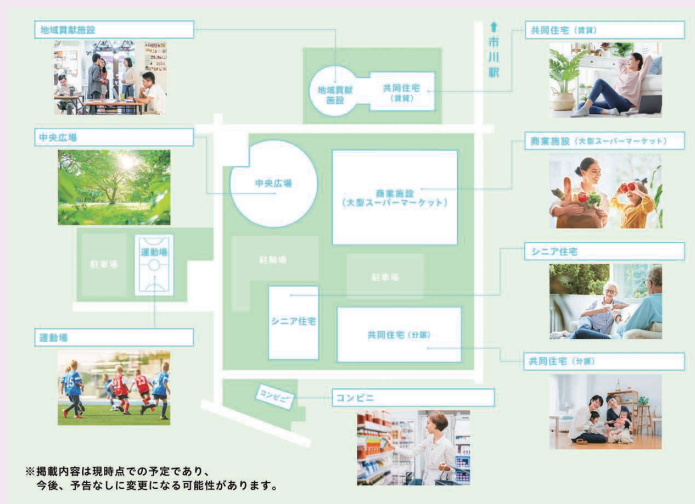 地域貢献施設
↑
市川駅
共同住宅（賃貸）
地域貢献
施設
共同住宅
（賃貸）
中央広場
商業施設（大型スーパーマーケット）
中央広場
商業施設
（大型スーパーマーケット）
運動場
駐車場
駐輪場
駐車場
シニア住宅
シニア住宅
共同住宅（分譲）
運動場
共同住宅（分譲）
コンビニ
コンビニ
※掲載内容は現時点での予定であり、
今後、予告なしに変更になる可能性があります。